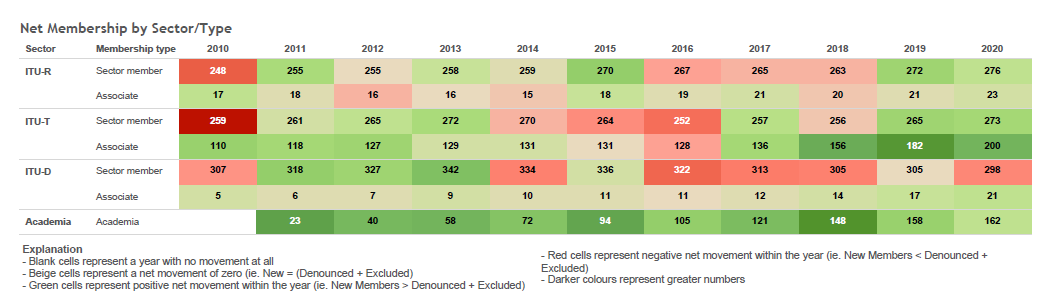 Net Membership by Sector/Type
Sector Membership type 2010 2011 2012 2013 2014 2015 2016 2017 2018 2019 2020
ITU-R Sector member 248 255 255 258 259 270 267 265 263 272 276
Associate 17 18 16 16 15 18 19 21 20 21 23
ITU-T Sector member 259 261 265 272 270 264 252 257 256 265 273
Associate 110 118 127 129 131 131 128 136 156 182 200
ITU-D Sector member 307 318 327 342 334 336 322 313 305 305 298
Associate 5 6 7 9 10 11 11 12 14 17 21
Academia Academia 23 40 58 72 94 105 121 148 158 162
Explanation
- Blank cells represent a year with no movement at all
- Beige cells represent a net movement of zero (ie. New = (Denounced + Excluded)
- Green cells represent positive net movement within the year (ie. New Members > Denounced + Excluded)
- Red cells represent negative net movement within the year (ie. New Members < Denounced +
Excluded)
- Darker colours represent greater numbers